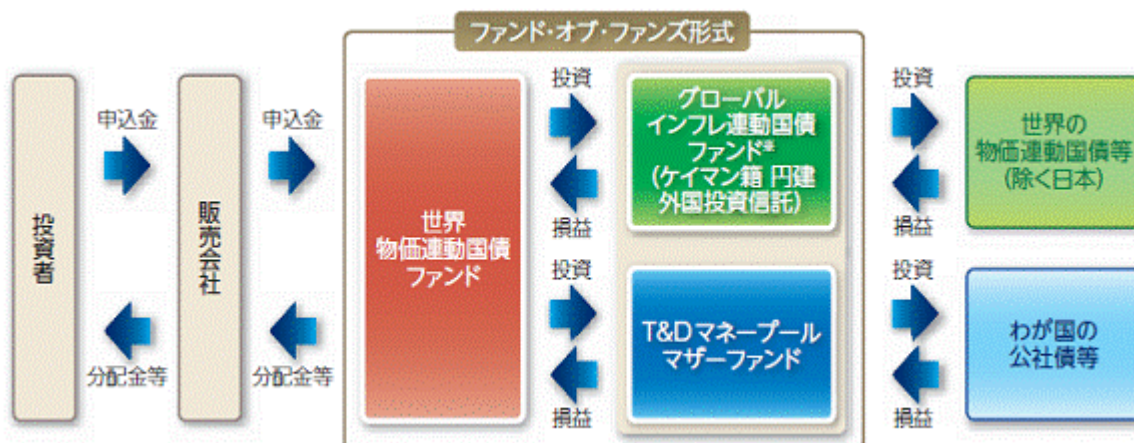 ファンド・オブ・ファンズ形式
投資者
申込金
分配金等
販売会社
申込金
分配金等
世界
物価連動国債
ファンド
投資
損益
投資
損益
グローバル
インフレ連動国債
ファンド※
(ケイマン籍 円建
外国投資信託)
T&Dマネープール
マザーファンド
投資
損益
投資
損益
世界の
物価連動国債等
(除く日本)
わが国の
公社債等